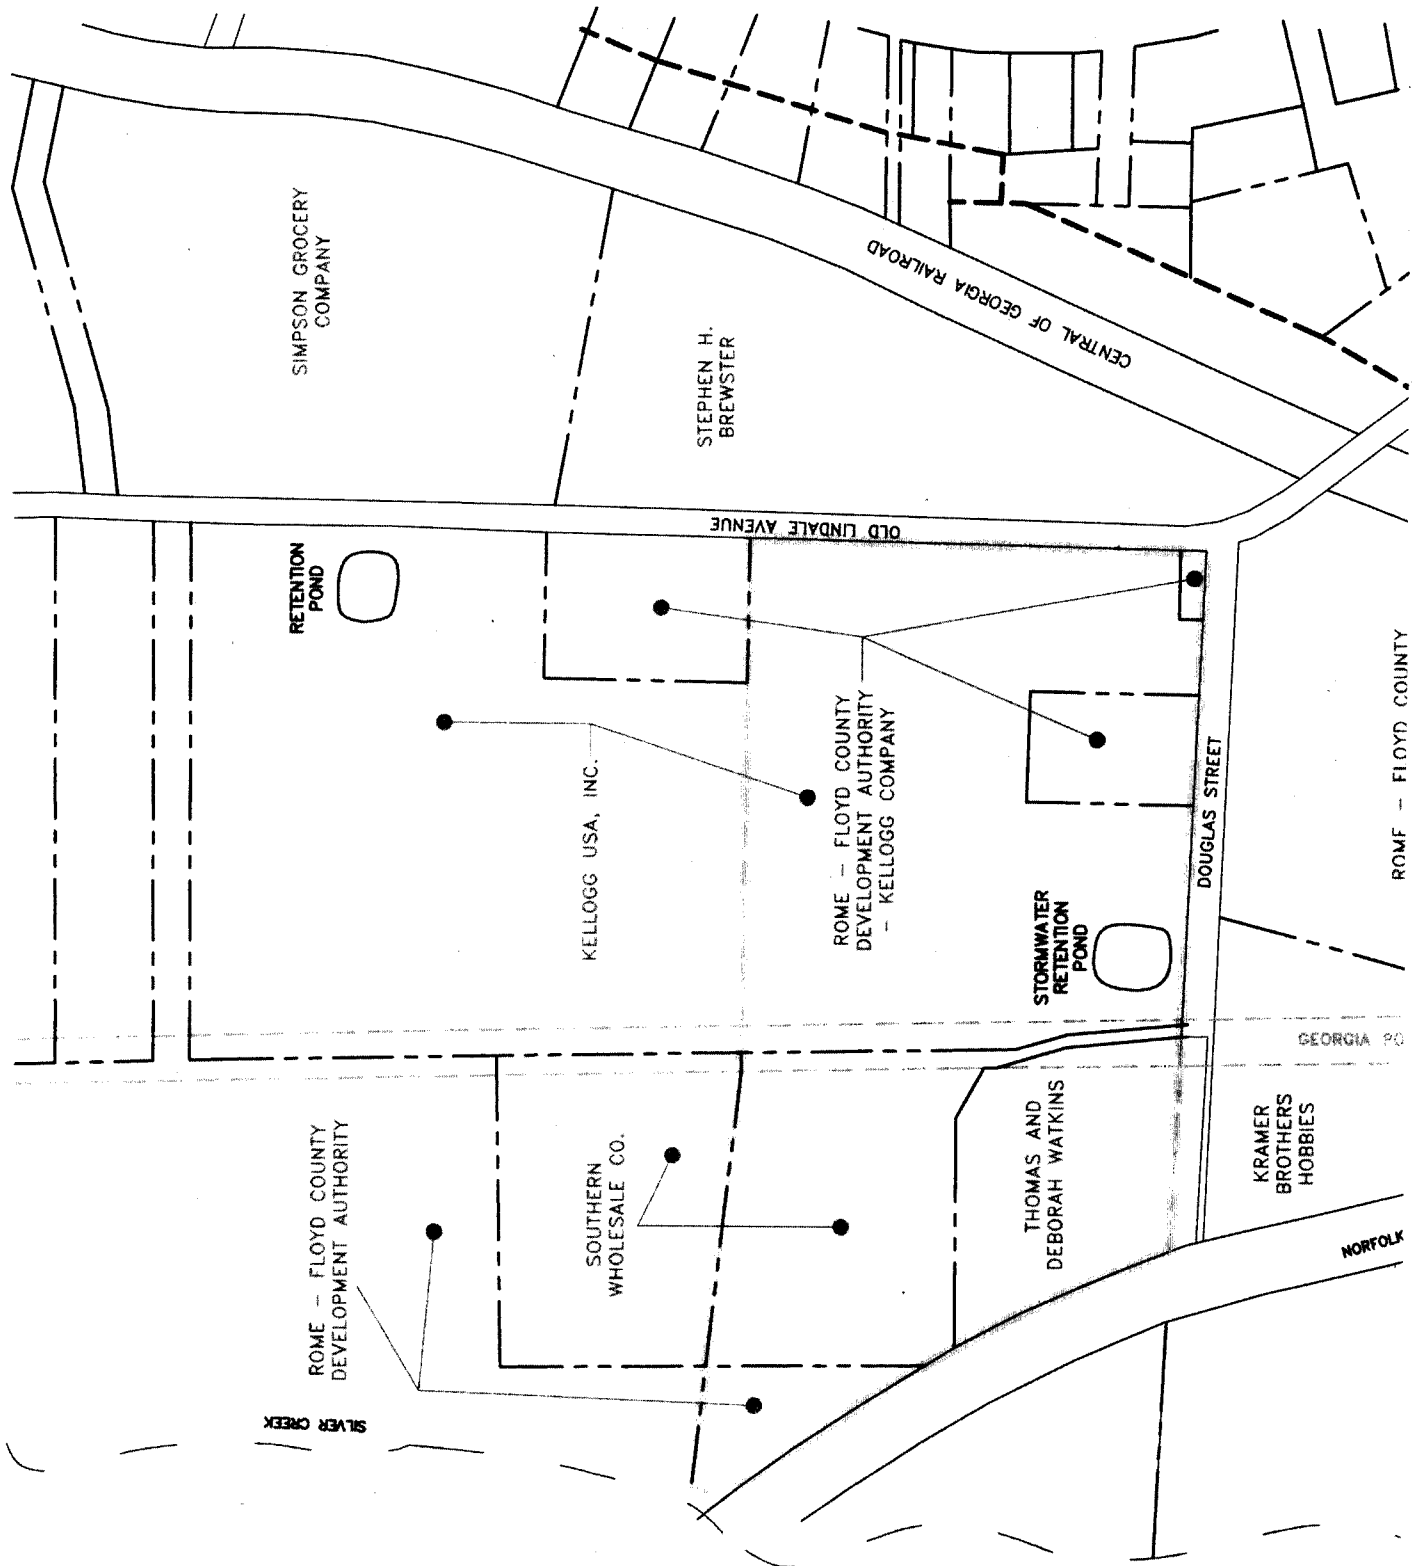 SIMPSON GROCERY
COMPANY
STEPHEN H.
BREWSTER
CENTRAL OF GEORGIA RAILROAD
OLD LINDALE AVENUE
RETENTION
POND
KELLOGG USA, INC.
ROME - FLOYD COUNTY
DEVELOPMENT AUTHORITY
- KELLOGG COMPANY
STORMWATER
RETENTION
POND
DOUGLAS STREET
ROME - FLOYD COUNTY
GEORGIA PO
ROME - FLOYD COUNTY
DEVELOPMENT AUTHORITY
SOUTHERN
WHOLESALE CO.
THOMAS AND
DEBORAH WATKINS
KRAMER
BROTHERS
HOBBIES
NORFOLK
SILVER CREEK